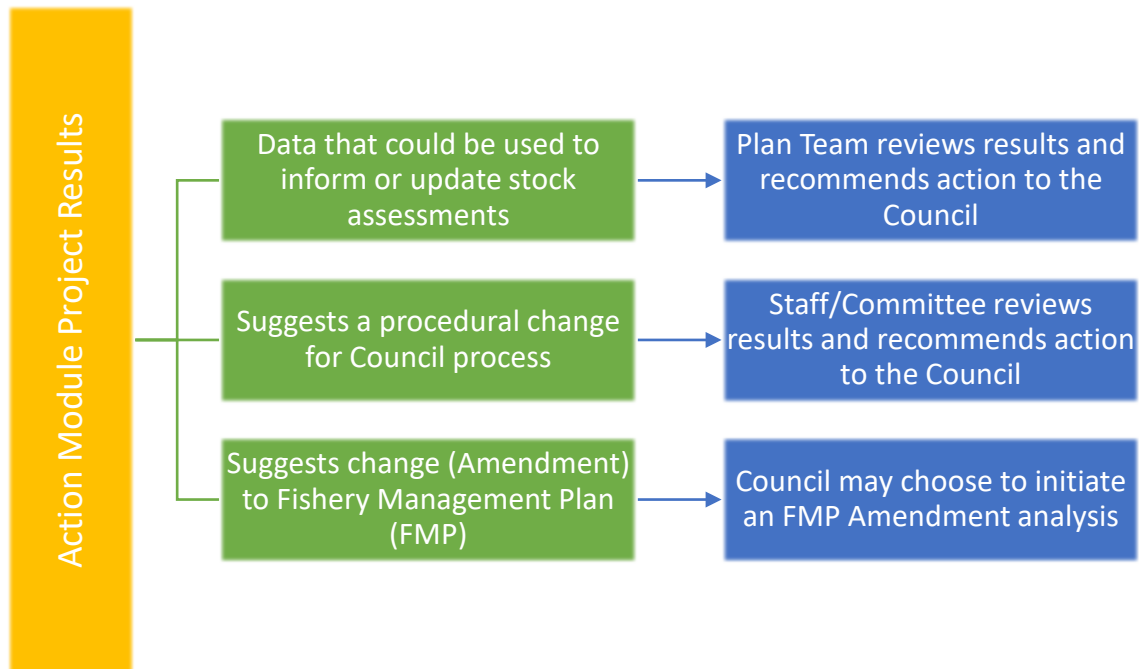 Action Module Project Results
Data that could be used to
inform or update stock
assessments
Plan Team reviews results and
recommends action to the
Council
Suggests a procedural change
for Council process
Staff/Committee reviews
results and recommends action
to the Council
Suggests change (Amendment)
to Fishery Management Plan
(FMP)
Council may choose to initiate
an FMP Amendment analysis